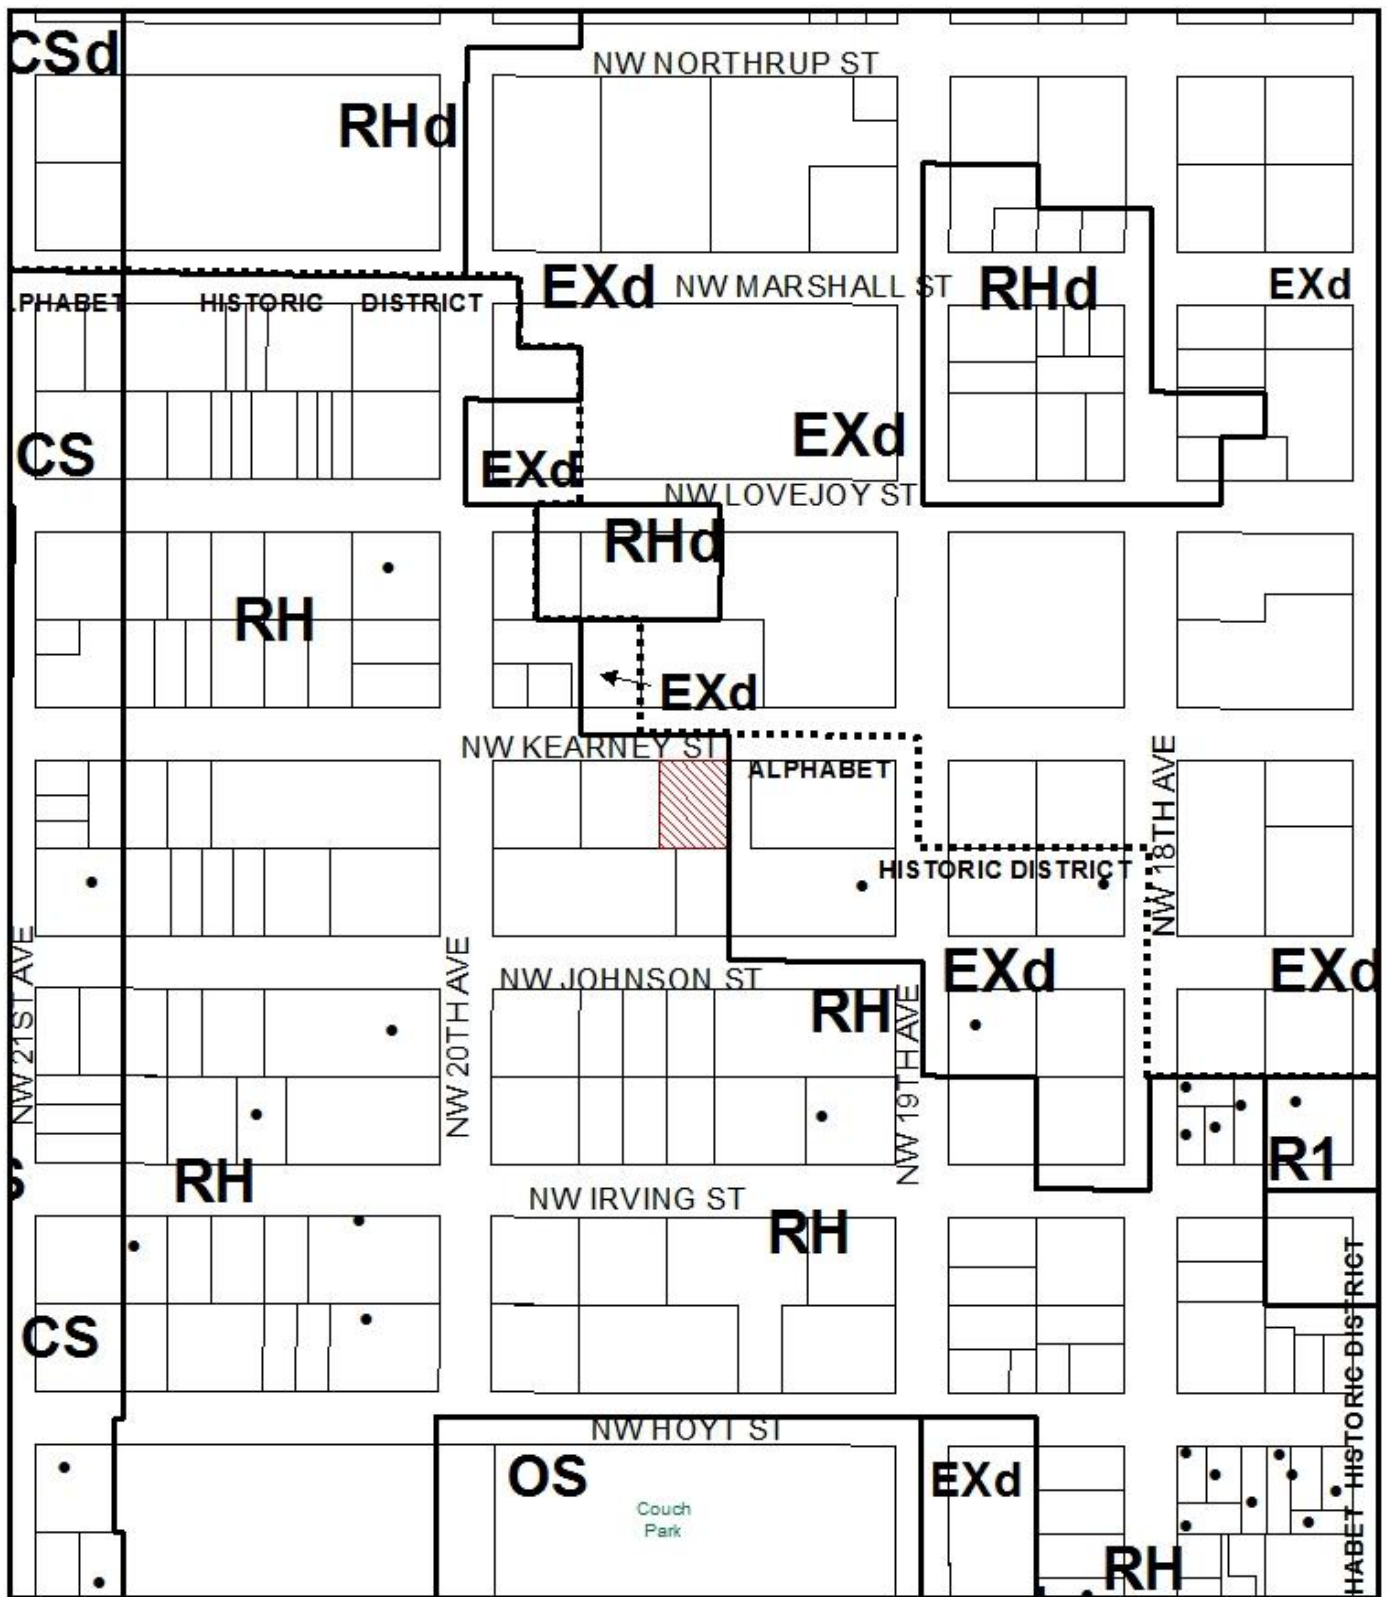 CSd
NW NORTHRUP ST
RHd
EXd
NW MARSHALL ST
RHd
EXd
LPHABET
HISTORIC
DISTRICT
CS
EXd
EXd
NW LOVEJOY ST
RHd
RH
EXd
NW KEARNEY ST
ALPHABET
HISTORIC DISTRICT
NW 18TH AVE
NW 21ST AVE
NW 20TH AVE
NW JOHNSON ST
EXd
EXd
RH
NW 19TH AVE
R1
S
RH
NW IRVING ST
RH
CS
HABET HISTORIC DISTRICT
NW HOYT ST
OS
EXd
Couch
Park
RH